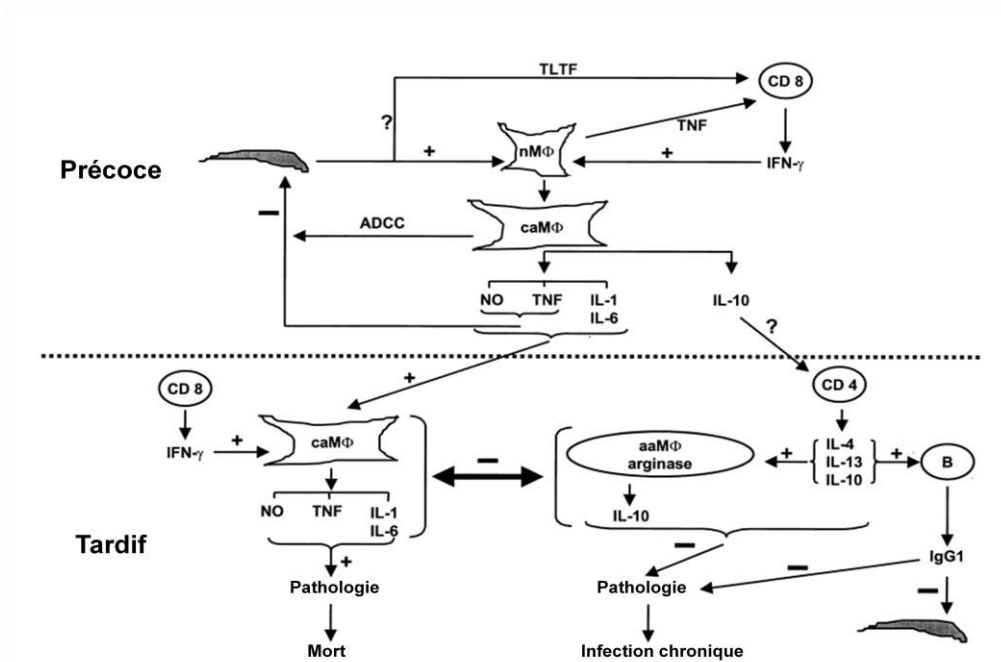 TLTF
CD 8
?
TNF
nMΦ
+
+
IFN-γ
Précoce
−
ADCC
caMΦ
NO TNF IL-1
IL-6
IL-10
?
+
CD 8
CD 4
IFN-γ
+
caMΦ
aaMΦ
arginase
+
IL-4
IL-13
IL-10
+
B
−
NO TNF IL-1
IL-6
IL-10
Tardif
+
−
−
IgG1
−
Pathologie
Pathologie
Mort
Infection chronique